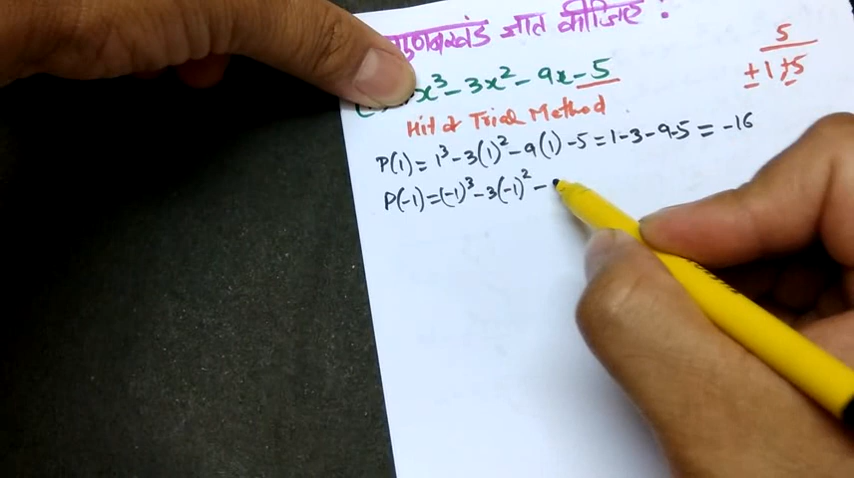 गुणनखंड ज्ञात कीजिए :
x³ - 3x² - 9x - 5
5
±1, ±5
Hit & Trial Method
P(1) = 1³ - 3(1)² - 9(1) - 5 = 1 - 3 - 9 - 5 = -16
P(-1) = (-1)³ - 3(-1)² -